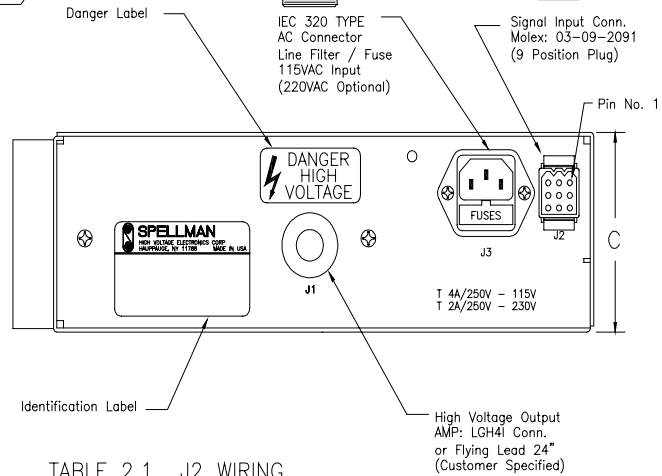 Danger Label
IEC 320 TYPE
AC Connector
Line Filter / Fuse
115VAC Input
(220VAC Optional)
Signal Input Conn.
Molex: 03-09-2091
(9 Position Plug)
Pin No. 1
DANGER
HIGH
VOLTAGE
SPELLMAN
HIGH VOLTAGE ELECTRONICS CORP
HAUPPAUGE, NY 11788 MADE IN USA
J1
FUSES
J3
J2
C
T 4A/250V - 115V
T 2A/250V - 230V
Identification Label
High Voltage Output
AMP: LGH4I Conn.
or Flying Lead 24"
(Customer Specified)
TABLE 2.1 J2 WIRING